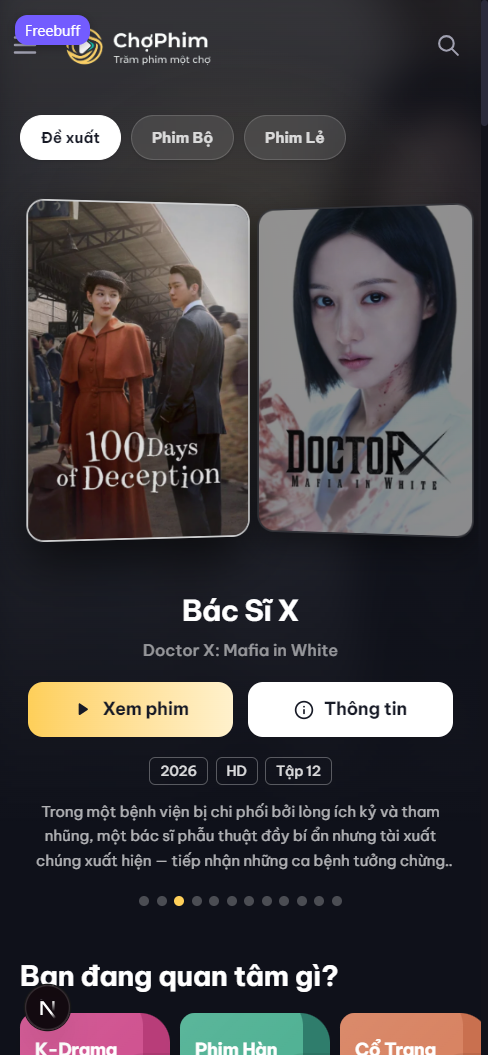 Freebuff
ChợPhim
Trăm phim một chợ
Đề xuất
Phim Bộ
Phim Lẻ
100 Days
of Deception
DOCTOR X
MAFIA IN WHITE
Bác Sĩ X
Doctor X: Mafia in White
Xem phim
Thông tin
2026
HD
Tập 12
Trong một bệnh viện bị chi phối bởi lòng ích kỷ và tham
nhũng, một bác sĩ phẫu thuật đầy bí ẩn nhưng tài xuất
chúng xuất hiện — tiếp nhận những ca bệnh tưởng chừng..
Bạn đang quan tâm gì?
N
K-Drama
Phim Hàn
Cổ Trang